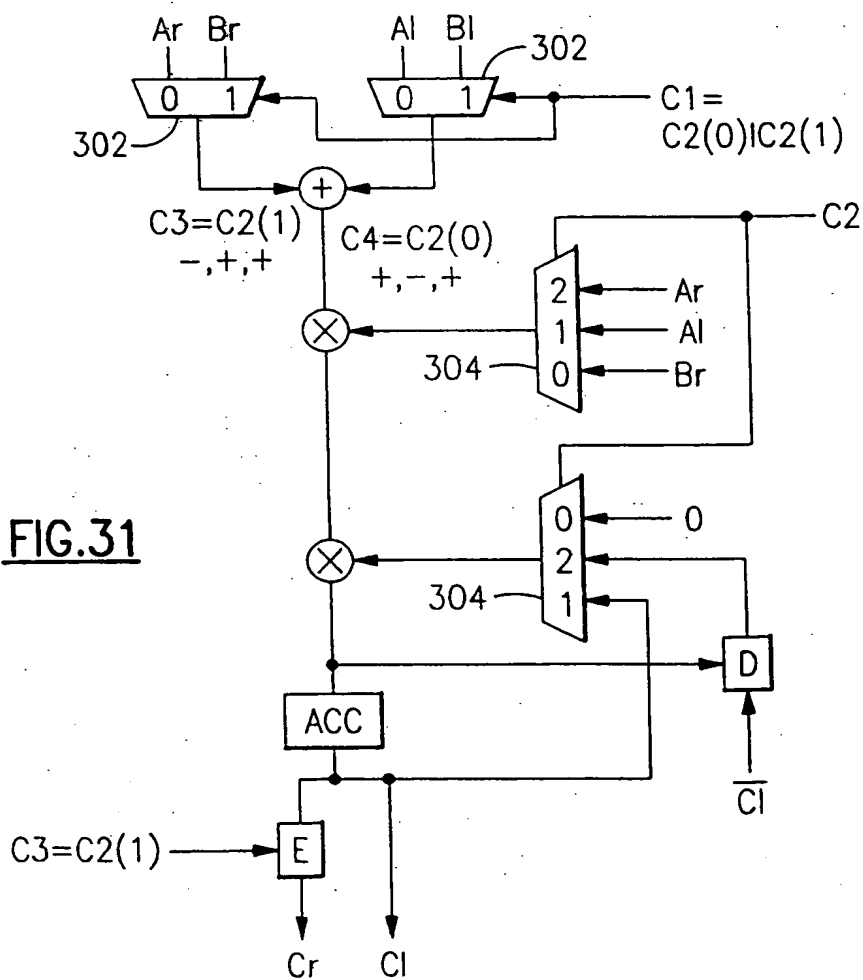 Ar Br Al Bl
302
0 1 0 1
C1=
C2(0)|C2(1)
302
+
C3=C2(1)
-,+,+
C4=C2(0)
+,-,+
C2
2 Ar
1 Al
0 Br
×
304
FIG.31
0 0
2
1
×
304
D
ACC
C̅l̅
C3=C2(1)
E
Cr Cl